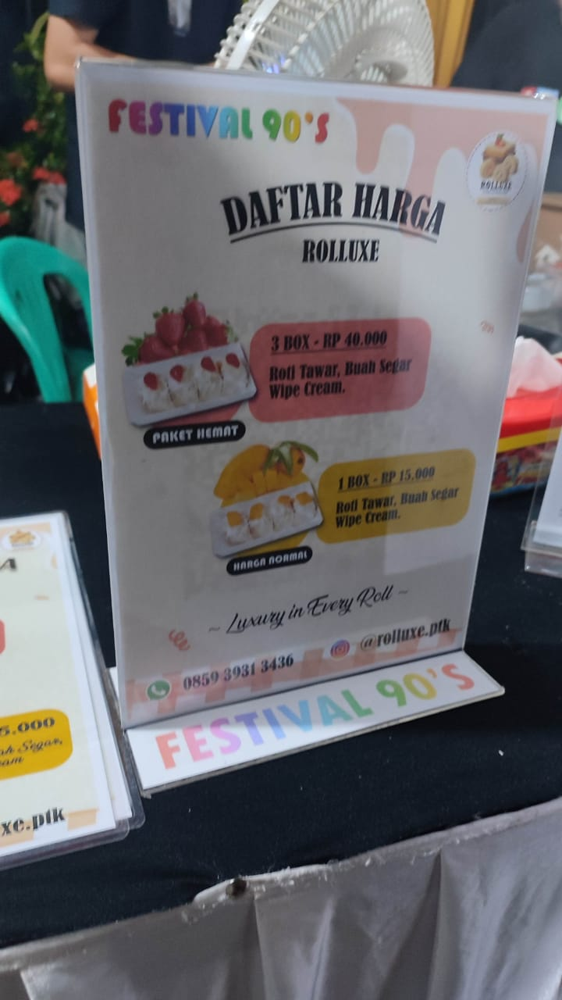 FESTIVAL 90'S
ROLLUXE
DAFTAR HARGA
ROLLUXE
3 BOX - RP 40.000
Roti Tawar, Buah Segar
Wipe Cream.
PAKET HEMAT
1 BOX - RP 15.000
Roti Tawar, Buah Segar
Wipe Cream.
HARGA NORMAL
~ Luxury in Every Roll ~
0859 3931 3436
@rolluxe.ptk
FESTIVAL 90'S
A
5.000
ah Segar,
eam
xe.ptk